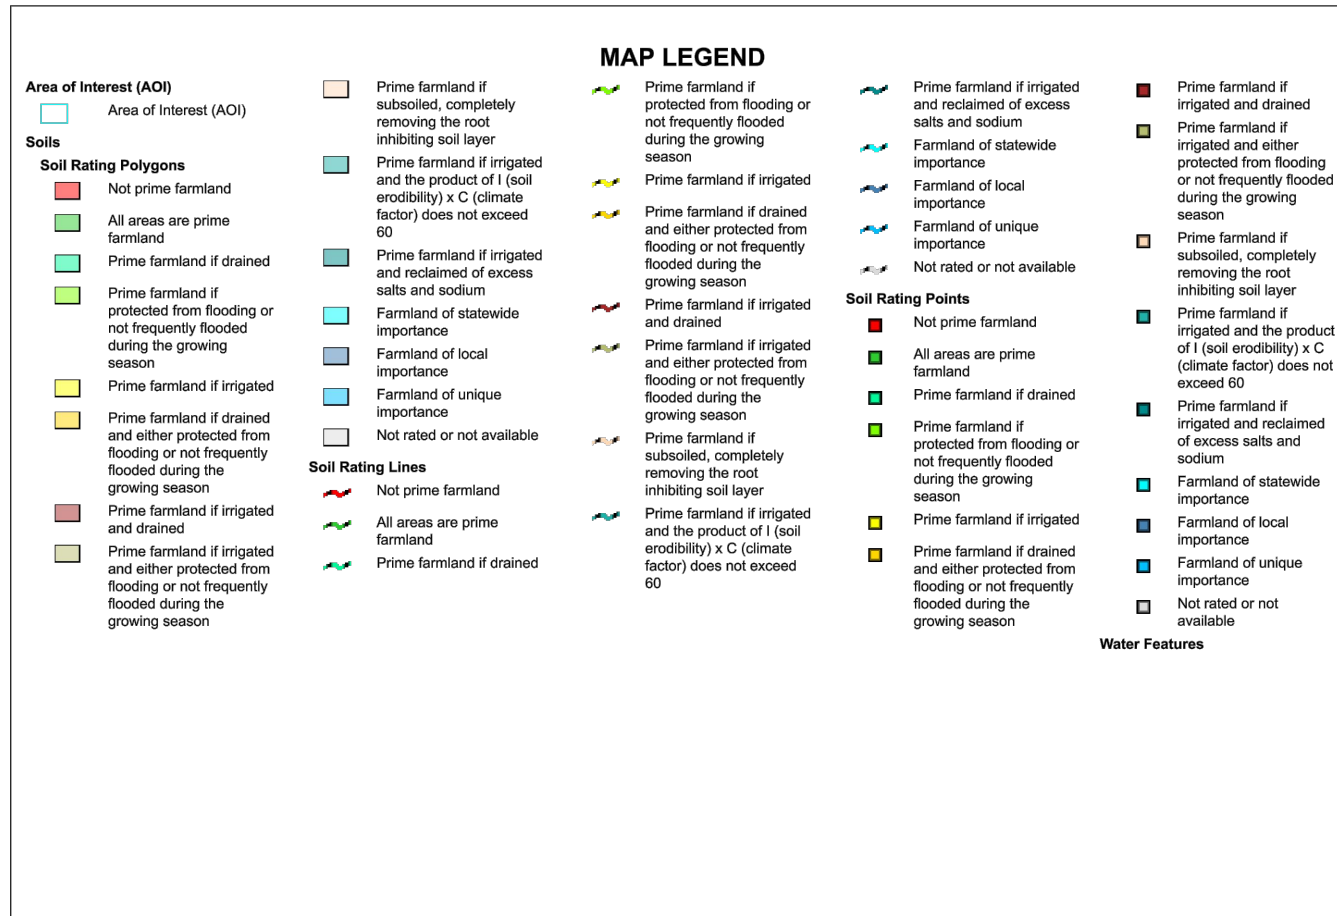 MAP LEGEND
Area of Interest (AOI)
Area of Interest (AOI)
Soils
Soil Rating Polygons
Not prime farmland
All areas are prime
farmland
Prime farmland if drained
Prime farmland if
protected from flooding or
not frequently flooded
during the growing
season
Prime farmland if irrigated
Prime farmland if drained
and either protected from
flooding or not frequently
flooded during the
growing season
Prime farmland if irrigated
and drained
Prime farmland if irrigated
and either protected from
flooding or not frequently
flooded during the
growing season
Prime farmland if
subsoiled, completely
removing the root
inhibiting soil layer
Prime farmland if irrigated
and the product of I (soil
erodibility) x C (climate
factor) does not exceed
60
Prime farmland if irrigated
and reclaimed of excess
salts and sodium
Farmland of statewide
importance
Farmland of local
importance
Farmland of unique
importance
Not rated or not available
Soil Rating Lines
Not prime farmland
All areas are prime
farmland
Prime farmland if drained
Prime farmland if
protected from flooding or
not frequently flooded
during the growing
season
Prime farmland if irrigated
Prime farmland if drained
and either protected from
flooding or not frequently
flooded during the
growing season
Prime farmland if irrigated
and drained
Prime farmland if irrigated
and either protected from
flooding or not frequently
flooded during the
growing season
Prime farmland if
subsoiled, completely
removing the root
inhibiting soil layer
Prime farmland if irrigated
and the product of I (soil
erodibility) x C (climate
factor) does not exceed
60
Prime farmland if irrigated
and reclaimed of excess
salts and sodium
Farmland of statewide
importance
Farmland of local
importance
Farmland of unique
importance
Not rated or not available
Soil Rating Points
Not prime farmland
All areas are prime
farmland
Prime farmland if drained
Prime farmland if
protected from flooding or
not frequently flooded
during the growing
season
Prime farmland if irrigated
Prime farmland if drained
and either protected from
flooding or not frequently
flooded during the
growing season
Prime farmland if
irrigated and drained
Prime farmland if
irrigated and either
protected from flooding
or not frequently flooded
during the growing
season
Prime farmland if
subsoiled, completely
removing the root
inhibiting soil layer
Prime farmland if
irrigated and the product
of I (soil erodibility) x C
(climate factor) does not
exceed 60
Prime farmland if
irrigated and reclaimed
of excess salts and
sodium
Farmland of statewide
importance
Farmland of local
importance
Farmland of unique
importance
Not rated or not
available
Water Features